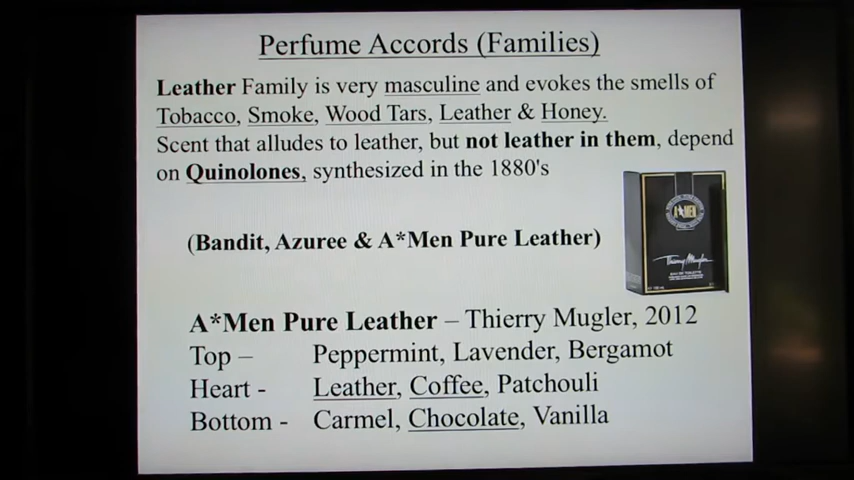 Perfume Accords (Families)
Leather Family is very masculine and evokes the smells of
Tobacco, Smoke, Wood Tars, Leather & Honey.
Scent that alludes to leather, but not leather in them, depend
on Quinolones, synthesized in the 1880's
A*MEN
Thierry Mugler
(Bandit, Azuree & A*Men Pure Leather)
A*Men Pure Leather – Thierry Mugler, 2012
Top – Peppermint, Lavender, Bergamot
Heart - Leather, Coffee, Patchouli
Bottom - Carmel, Chocolate, Vanilla